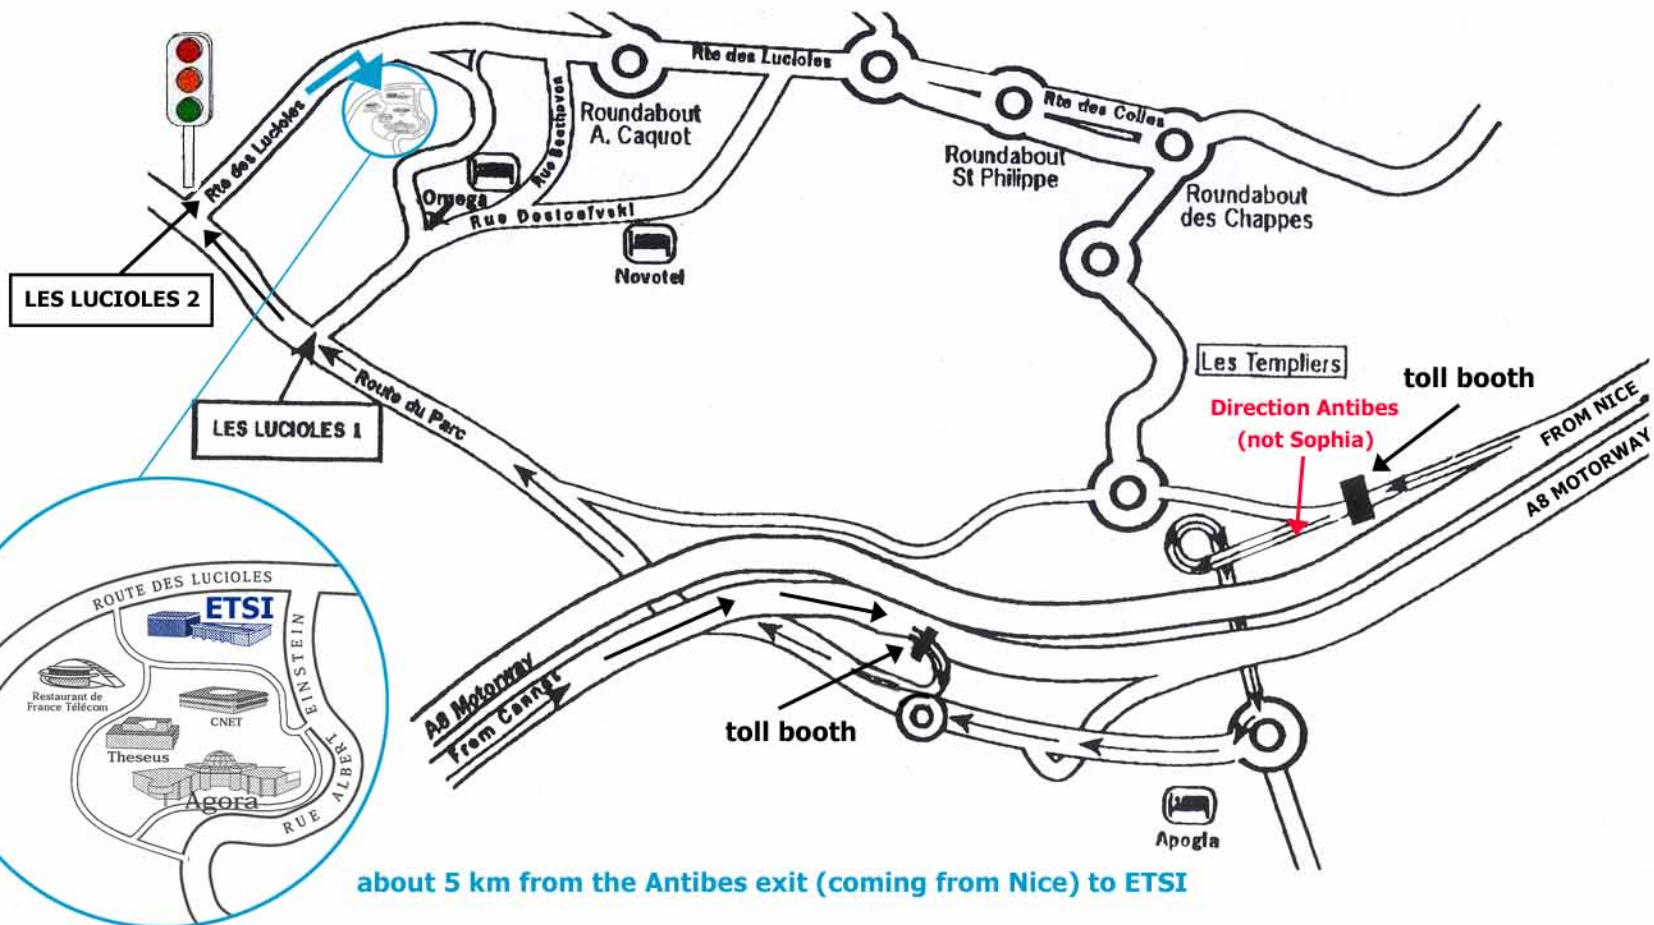 Rte des Lucioles
Roundabout
A. Caquot
Rte des Lucioles
Rue Beethoven
Rte des Colles
Roundabout
St Philippe
Roundabout
des Chappes
Omega
Rue Dostoïevski
Novotel
LES LUCIOLES 2
LES LUCIOLES 1
Route du Parc
Les Templiers
toll booth
Direction Antibes
(not Sophia)
FROM NICE
A8 MOTORWAY
A8 Motorway
From Cannes
toll booth
Apogia
ROUTE DES LUCIOLES
ETSI
Restaurant de
France Télécom
CNET
Theseus
Agora
RUE ALBERT EINSTEIN
about 5 km from the Antibes exit (coming from Nice) to ETSI